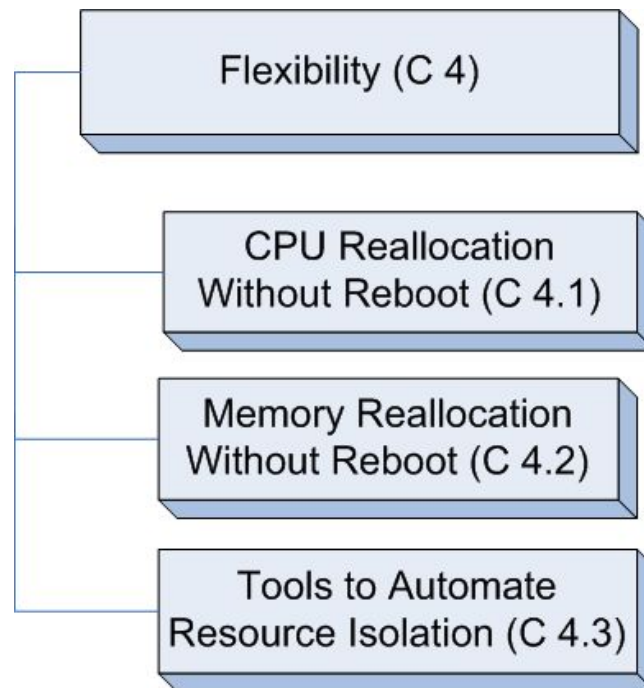 Flexibility (C 4)
CPU Reallocation
Without Reboot (C 4.1)
Memory Reallocation
Without Reboot (C 4.2)
Tools to Automate
Resource Isolation (C 4.3)